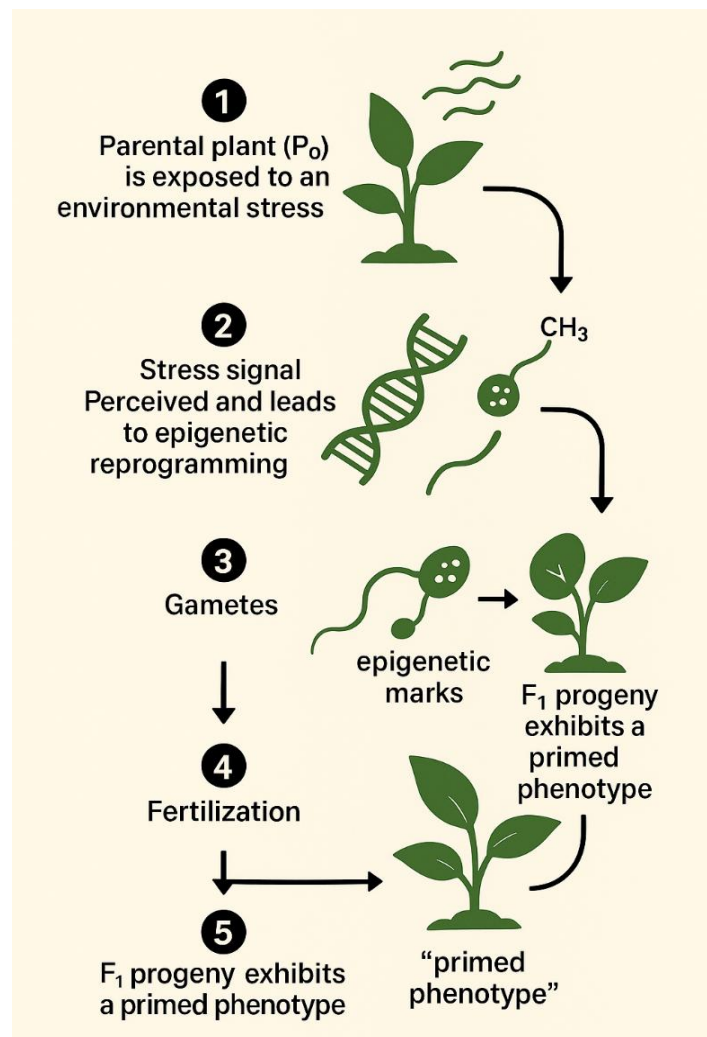 1
Parental plant (P₀)
is exposed to an
environmental stress
2
Stress signal
Perceived and leads
to epigenetic
reprogramming
CH₃
3
Gametes
epigenetic
marks
F₁ progeny
exhibits a
primed
phenotype
4
Fertilization
5
F₁ progeny exhibits
a primed phenotype
“primed
phenotype”